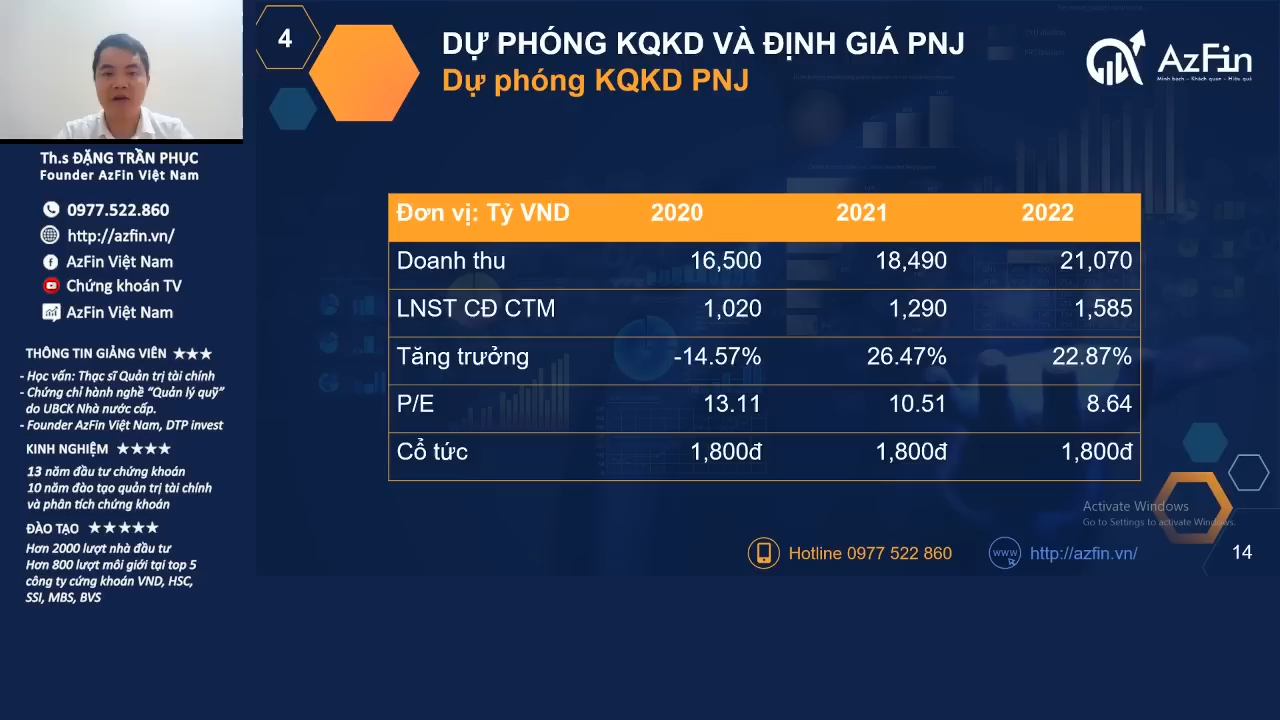 4
DỰ PHÓNG KQKD VÀ ĐỊNH GIÁ PNJ
Dự phóng KQKD PNJ
AzFin
Minh bạch - Khách quan - Hiệu quả
Th.s ĐẶNG TRẦN PHỤC
Founder AzFin Việt Nam
0977.522.860
http://azfin.vn/
AzFin Việt Nam
Chứng khoán TV
AzFin Việt Nam
THÔNG TIN GIẢNG VIÊN ★★★
- Học vấn: Thạc sĩ Quản trị tài chính
- Chứng chỉ hành nghề “Quản lý quỹ”
do UBCK Nhà nước cấp.
- Founder AzFin Việt Nam, DTP invest
KINH NGHIỆM ★★★★
13 năm đầu tư chứng khoán
10 năm đào tạo quản trị tài chính
và phân tích chứng khoán
ĐÀO TẠO ★★★★★
Hơn 2000 lượt nhà đầu tư
Hơn 800 lượt môi giới tại top 5
công ty cứng khoán VND, HSC,
SSI, MBS, BVS
Đơn vị: Tỷ VND 2020 2021 2022
Doanh thu 16,500 18,490 21,070
LNST CĐ CTM 1,020 1,290 1,585
Tăng trưởng -14.57% 26.47% 22.87%
P/E 13.11 10.51 8.64
Cổ tức 1,800đ 1,800đ 1,800đ
Activate Windows
Go to Settings to activate Windows.
Hotline 0977 522 860
www
http://azfin.vn/
14